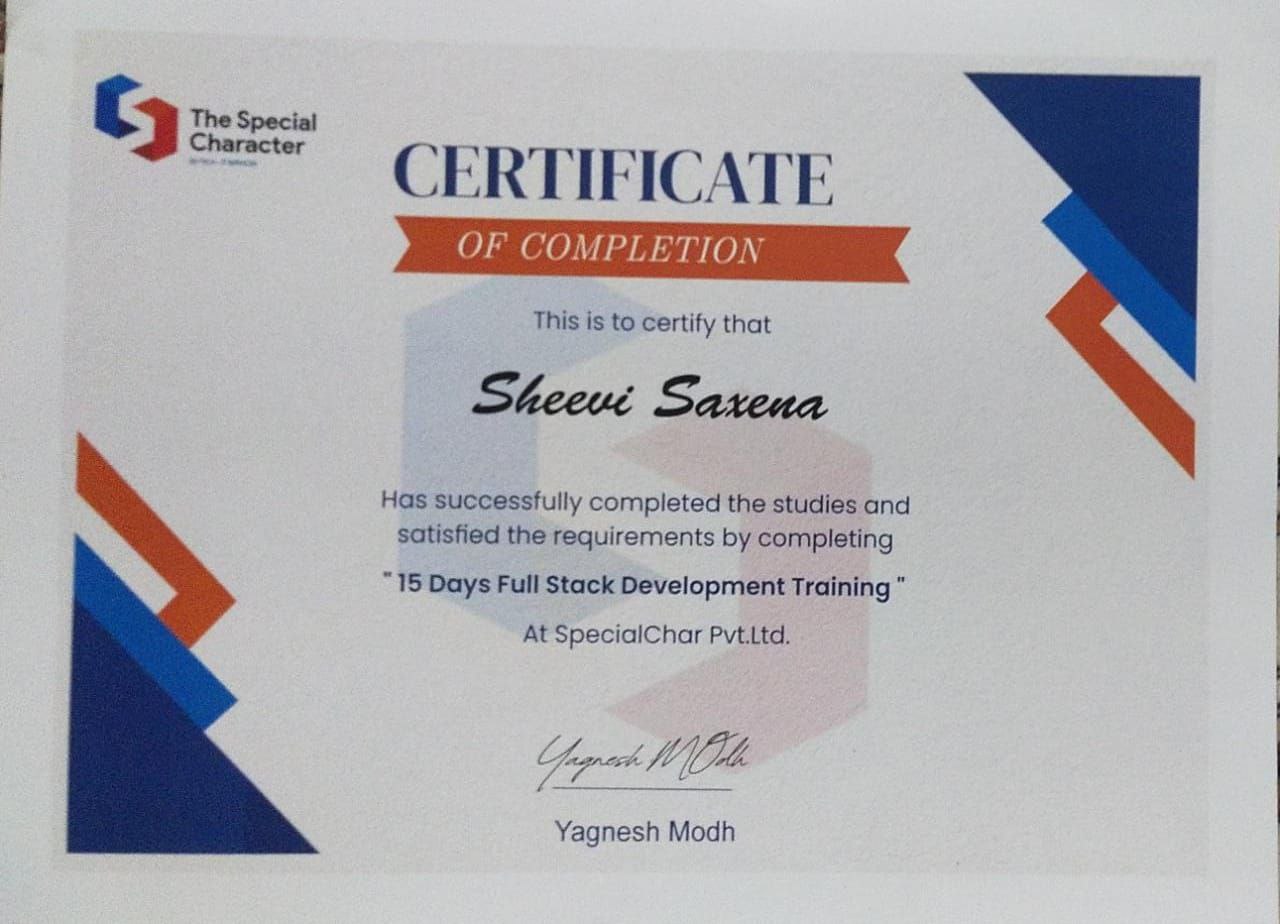 The Special
Character
CERTIFICATE
OF COMPLETION
This is to certify that
Sheevi Saxena
Has successfully completed the studies and
satisfied the requirements by completing
" 15 Days Full Stack Development Training "
At SpecialChar Pvt.Ltd.
Yagnesh MOdh
Yagnesh Modh